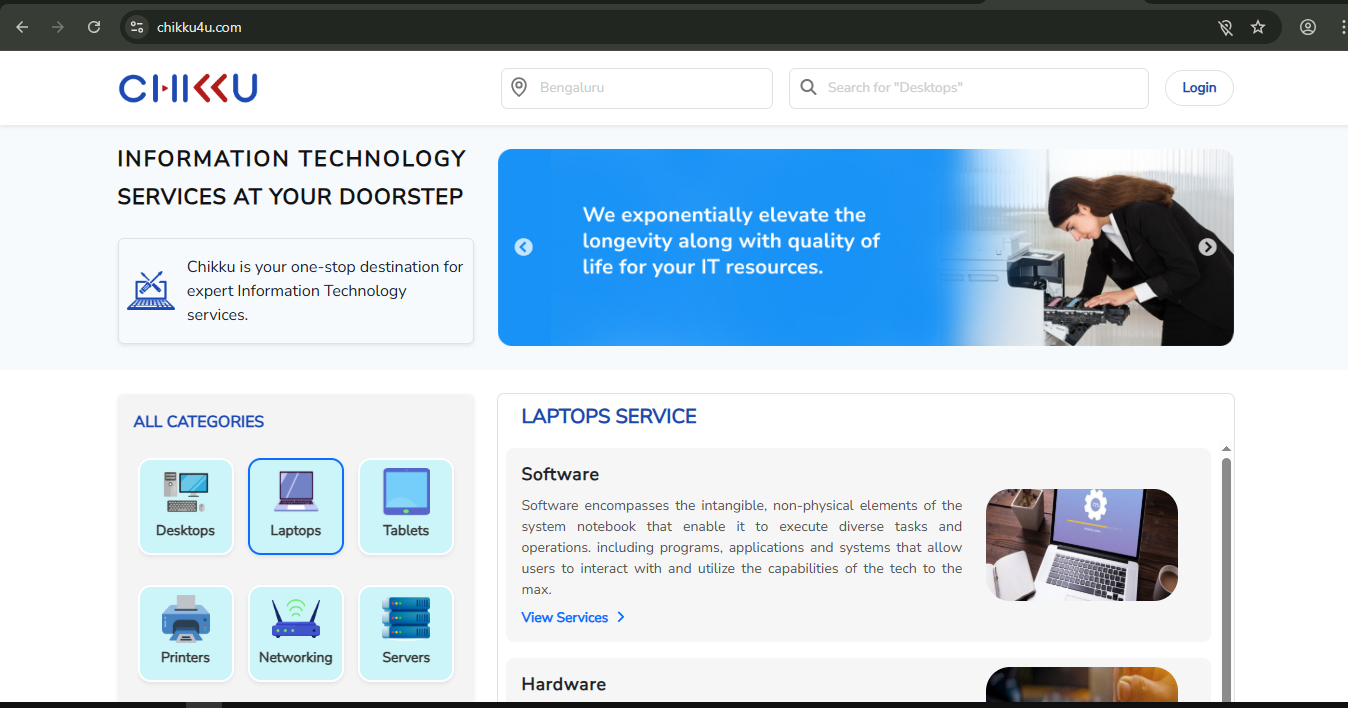 chikku4u.com
CHIKKU
Bengaluru
Search for "Desktops"
Login
INFORMATION TECHNOLOGY
SERVICES AT YOUR DOORSTEP
Chikku is your one-stop destination for
expert Information Technology
services.
We exponentially elevate the
longevity along with quality of
life for your IT resources.
ALL CATEGORIES
Desktops
Laptops
Tablets
Printers
Networking
Servers
LAPTOPS SERVICE
Software
Software encompasses the intangible, non-physical elements of the
system notebook that enable it to execute diverse tasks and
operations. including programs, applications and systems that allow
users to interact with and utilize the capabilities of the tech to the
max.
View Services
Hardware